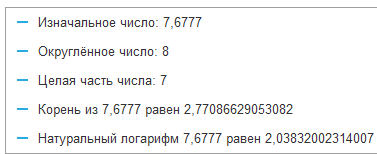 Изначальное число: 7,6777
Округлённое число: 8
Целая часть числа: 7
Корень из 7,6777 равен 2,77086629053082
Натуральный логарифм 7,6777 равен 2,03832002314007